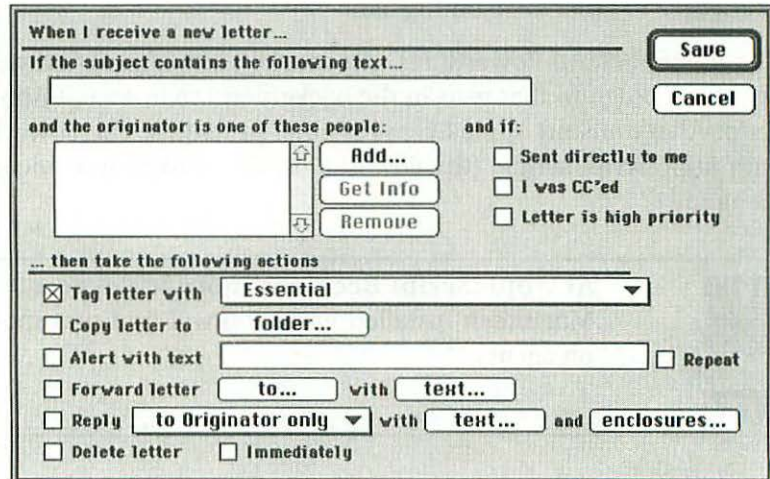 When I receive a new letter...
Save
If the subject contains the following text...
Cancel
and the originator is one of these people:
and if:
Add...
Sent directly to me
Get Info
I was CC'ed
Remove
Letter is high priority
... then take the following actions
Tag letter with Essential
Copy letter to folder...
Alert with text Repeat
Forward letter to... with text...
Reply to Originator only with text... and enclosures...
Delete letter Immediately